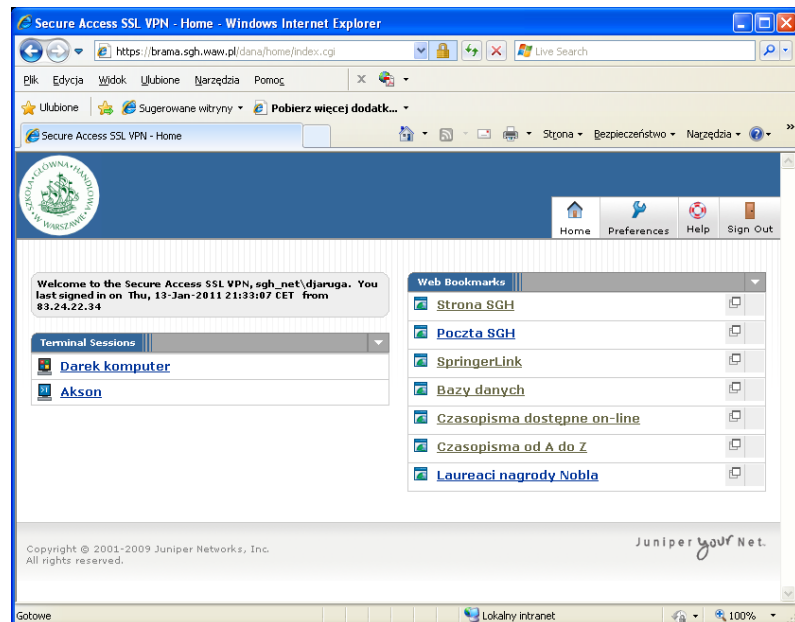 Secure Access SSL VPN - Home - Windows Internet Explorer
https://brama.sgh.waw.pl/dana/home/index.cgi
Live Search
Plik Edycja Widok Ulubione Narzędzia Pomoc
Ulubione Sugerowane witryny Pobierz więcej dodatk...
Secure Access SSL VPN - Home
Strona Bezpieczeństwo Narzędzia
SZKOŁA·GŁÓWNA·HANDLOWA·W WARSZAWIE
Home Preferences Help Sign Out
Welcome to the Secure Access SSL VPN, sgh_net\djaruga. You
last signed in on Thu, 13-Jan-2011 21:33:07 CET from
83.24.22.34
Terminal Sessions
Darek komputer
Akson
Web Bookmarks
Strona SGH
Poczta SGH
SpringerLink
Bazy danych
Czasopisma dostępne on-line
Czasopisma od A do Z
Laureaci nagrody Nobla
Copyright © 2001-2009 Juniper Networks, Inc.
All rights reserved.
Juniper your Net.
Gotowe
Lokalny intranet
100%